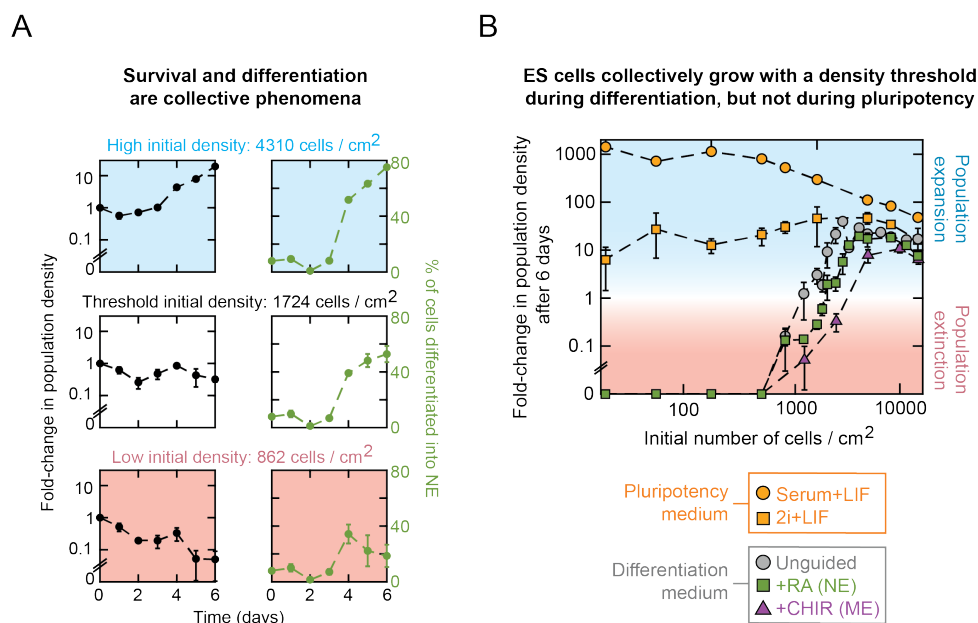 A
Survival and differentiation
are collective phenomena
High initial density: 4310 cells / cm2
10
1
0.1
0
80
40
0
Threshold initial density: 1724 cells / cm2
10
1
0.1
0
80
40
0
Low initial density: 862 cells / cm2
10
1
0.1
0
80
40
0
0 2 4 6
0 2 4 6
Time (days)
Fold-change in population density
% of cells differentiated into NE
B
ES cells collectively grow with a density threshold
during differentiation, but not during pluripotency
1000
100
10
1
0.1
0
100 1000 10000
Initial number of cells / cm2
Fold-change in population density
after 6 days
Population
expansion
Population
extinction
Pluripotency
medium
Serum+LIF
2i+LIF
Differentiation
medium
Unguided
+RA (NE)
+CHIR (ME)